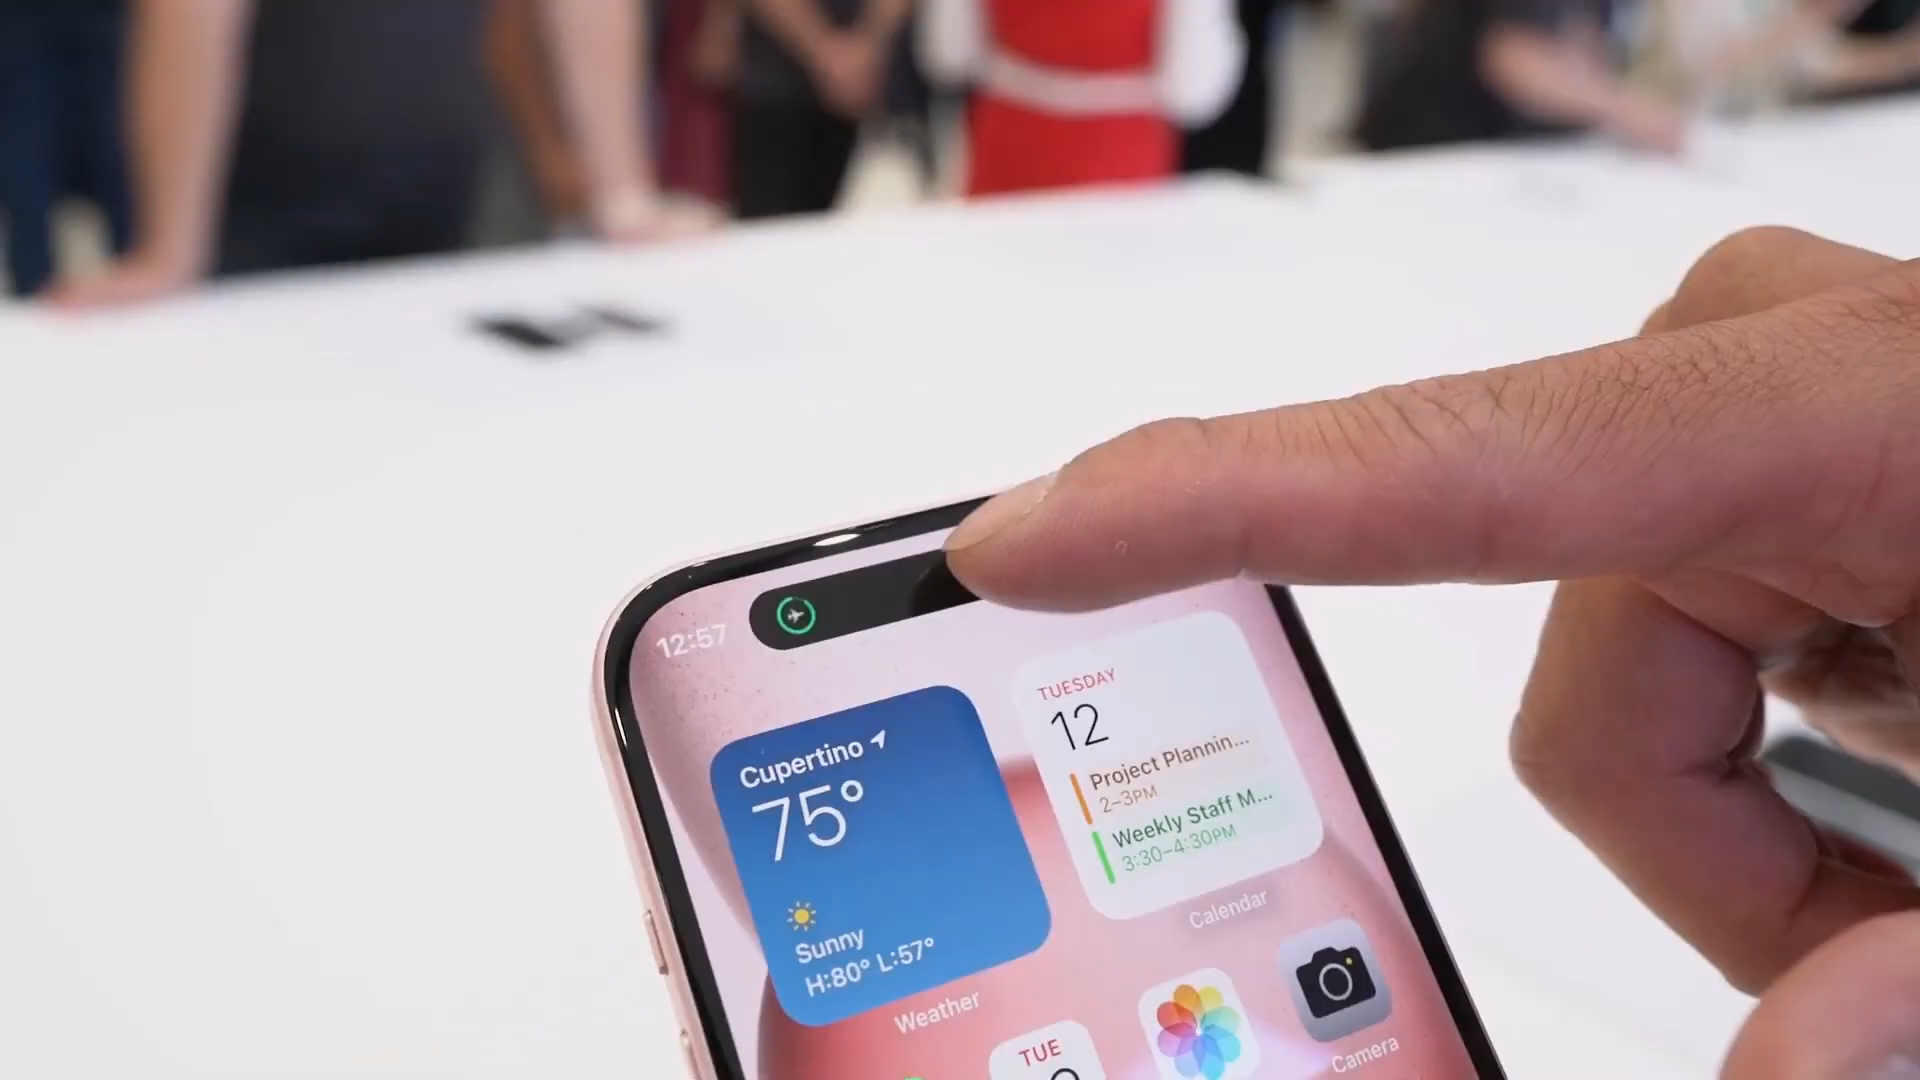 12:57
Cupertino
75°
Sunny
H:80° L:57°
Weather
TUESDAY
12
Project Plannin...
2–3PM
Weekly Staff M...
3:30–4:30PM
Calendar
TUE
Camera